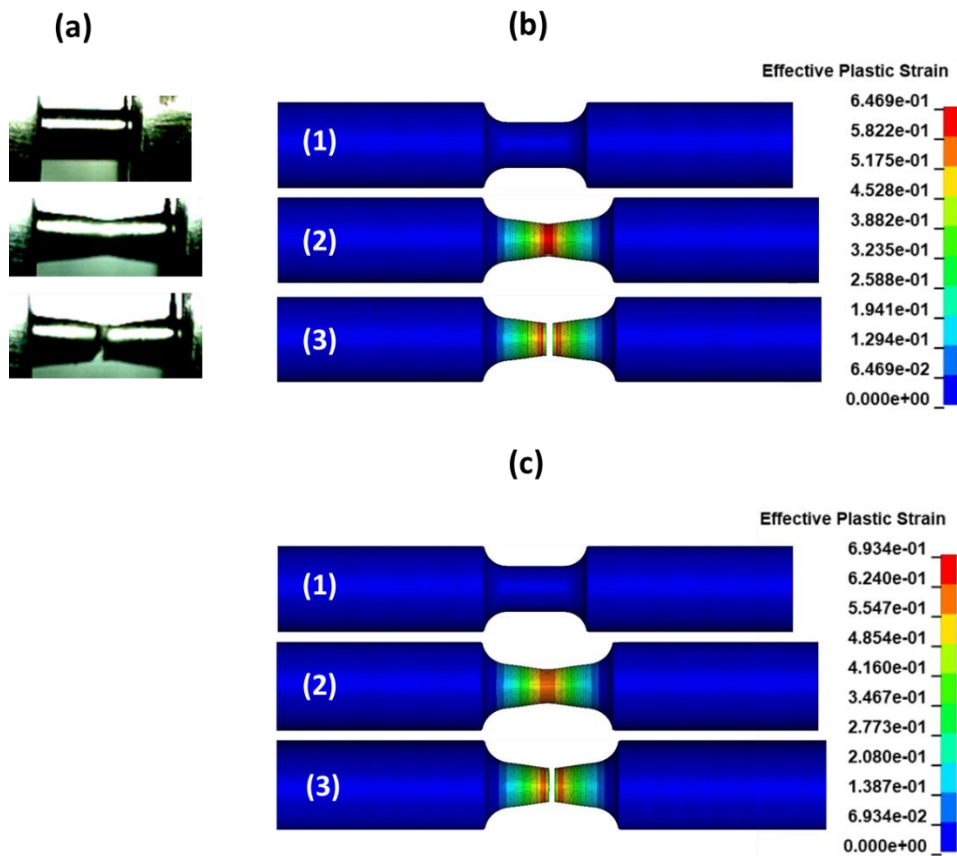 (a)
(b)
Effective Plastic Strain
6.469e-01
5.822e-01
5.175e-01
4.528e-01
3.882e-01
3.235e-01
2.588e-01
1.941e-01
1.294e-01
6.469e-02
0.000e+00
(1)
(2)
(3)
(c)
Effective Plastic Strain
6.934e-01
6.240e-01
5.547e-01
4.854e-01
4.160e-01
3.467e-01
2.773e-01
2.080e-01
1.387e-01
6.934e-02
0.000e+00
(1)
(2)
(3)